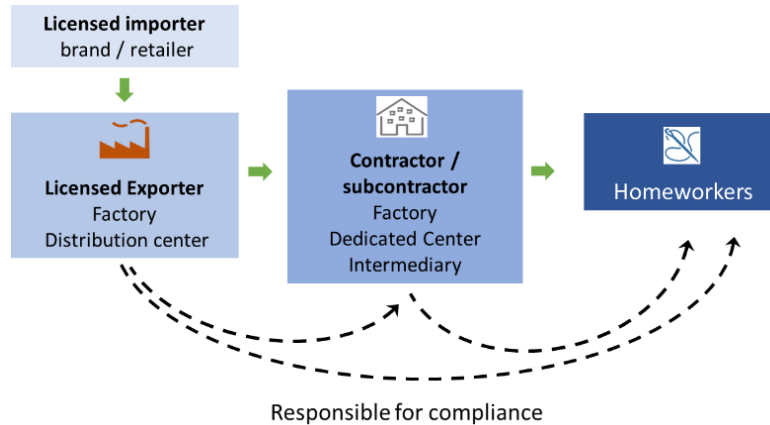 Licensed importer
brand / retailer
Licensed Exporter
Factory
Distribution center
Contractor /
subcontractor
Factory
Dedicated Center
Intermediary
Homeworkers
Responsible for compliance